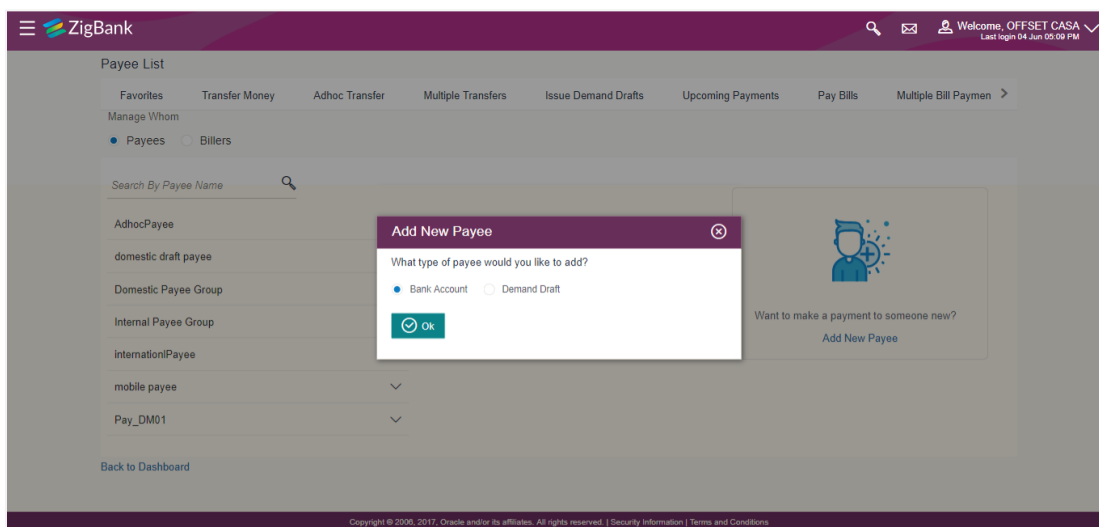 ZigBank
Welcome, OFFSET CASA
Last login 04 Jun 05:09 PM
Payee List
Favorites Transfer Money Adhoc Transfer Multiple Transfers Issue Demand Drafts Upcoming Payments Pay Bills Multiple Bill Paymen
Manage Whom
Payees Billers
Search By Payee Name
AdhocPayee
domestic draft payee
Domestic Payee Group
Internal Payee Group
internationlPayee
mobile payee
Pay_DM01
Add New Payee
What type of payee would you like to add?
Bank Account Demand Draft
Ok
Want to make a payment to someone new?
Add New Payee
Back to Dashboard
Copyright © 2006, 2017, Oracle and/or its affiliates. All rights reserved. | Security Information | Terms and Conditions